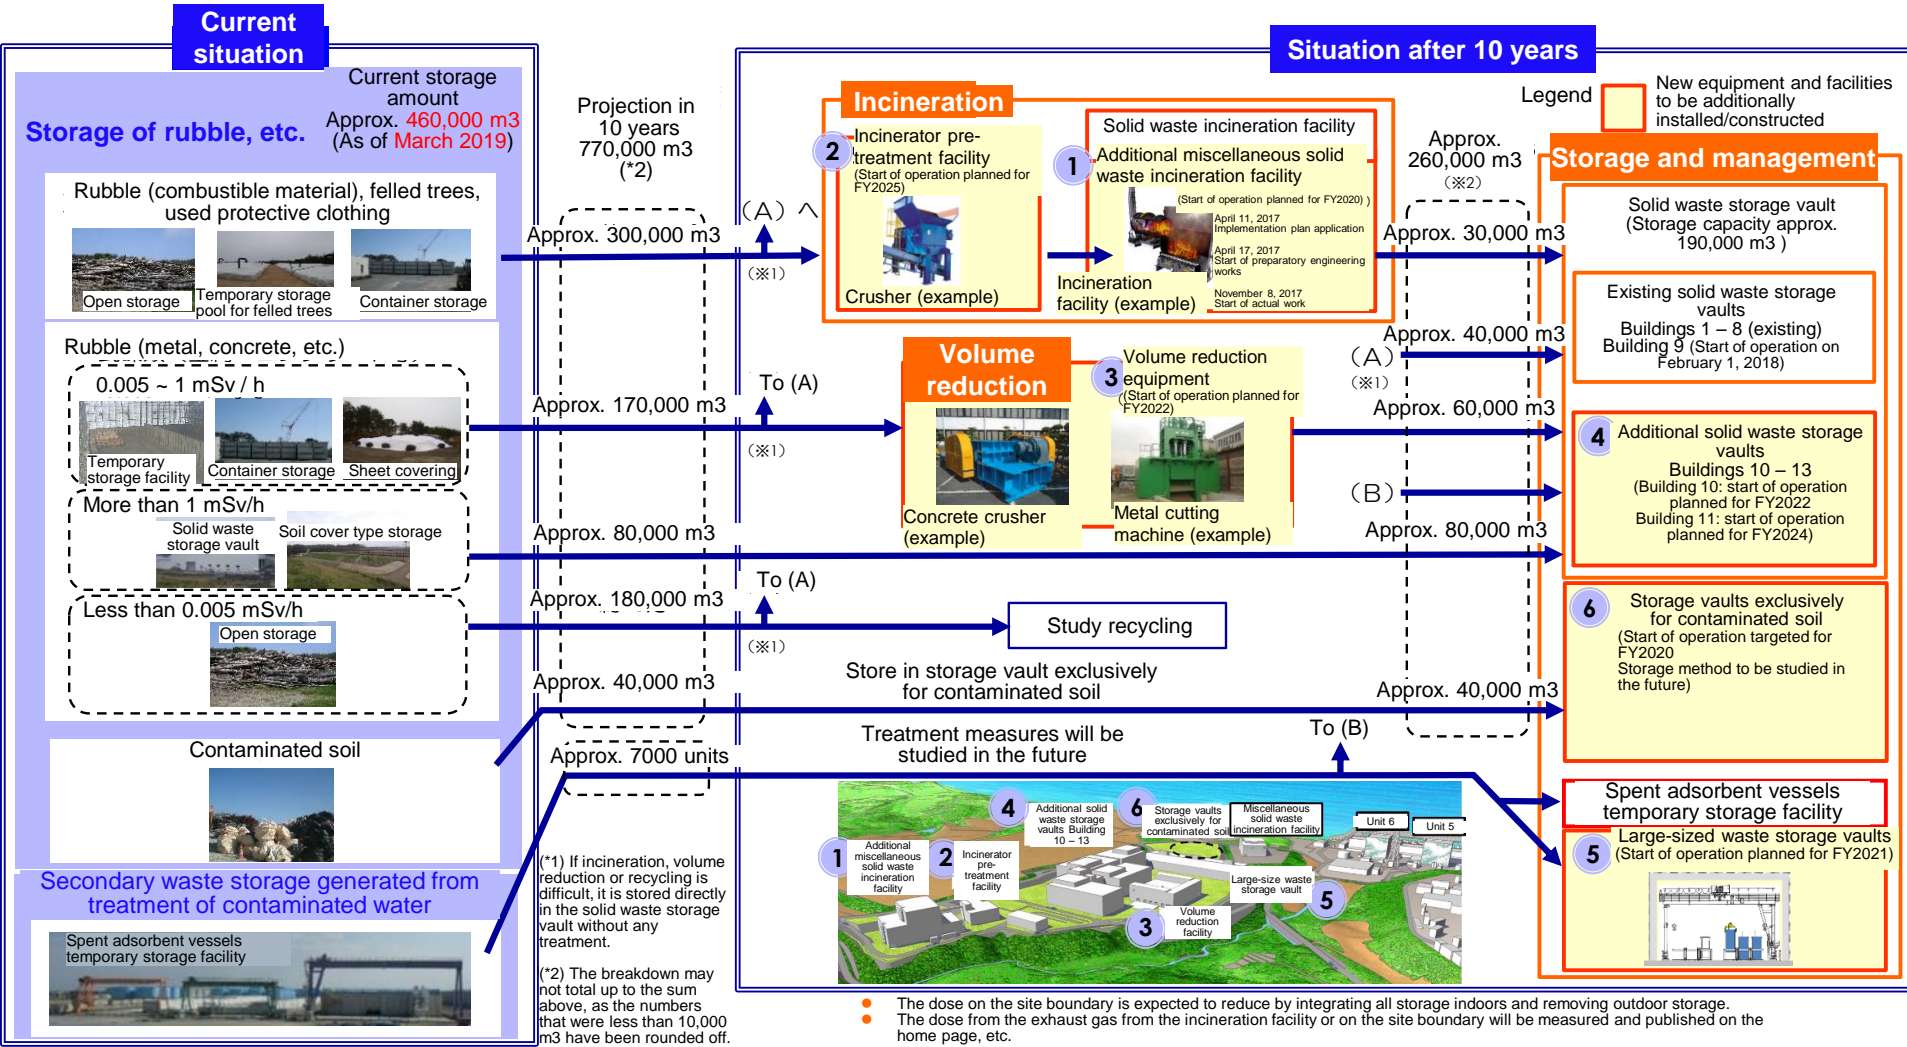 Current
situation
Storage of rubble, etc.
Current storage
amount
Approx. 460,000 m3
(As of March 2019)
Rubble (combustible material), felled trees,
used protective clothing
Open storage
Temporary storage
pool for felled trees
Container storage
Rubble (metal, concrete, etc.)
0.005 ~ 1 mSv / h
Temporary
storage facility
Container storage
Sheet covering
More than 1 mSv/h
Solid waste
storage vault
Soil cover type storage
Less than 0.005 mSv/h
Open storage
Contaminated soil
Secondary waste storage generated from
treatment of contaminated water
Spent adsorbent vessels
temporary storage facility
Projection in
10 years
770,000 m3
(*2)
Approx. 300,000 m3
Approx. 170,000 m3
Approx. 80,000 m3
Approx. 180,000 m3
Approx. 40,000 m3
Approx. 7000 units
(*1) If incineration, volume
reduction or recycling is
difficult, it is stored directly
in the solid waste storage
vault without any
treatment.
(*2) The breakdown may
not total up to the sum
above, as the numbers
that were less than 10,000
m3 have been rounded off.
Situation after 10 years
Legend
New equipment and facilities
to be additionally
installed/constructed
(A) へ
(※1)
Incineration
2
Incinerator pre-
treatment facility
(Start of operation planned for
FY2025)
Crusher (example)
Solid waste incineration facility
1
Additional miscellaneous solid
waste incineration facility
(Start of operation planned for FY2020) )
April 11, 2017
Implementation plan application
April 17, 2017
Start of preparatory engineering
works
November 8, 2017
Start of actual work
Incineration
facility (example)
To (A)
(※1)
Volume
reduction
Concrete crusher
(example)
3
Volume reduction
equipment
(Start of operation planned for
FY2022)
Metal cutting
machine (example)
To (A)
(※1)
Study recycling
Store in storage vault exclusively
for contaminated soil
Treatment measures will be
studied in the future
To (B)
Approx.
260,000 m3
(※2)
Approx. 30,000 m3
Approx. 40,000 m3
(A)
(※1)
Approx. 60,000 m3
(B)
Approx. 80,000 m3
Approx. 40,000 m3
Storage and management
Solid waste storage vault
(Storage capacity approx.
190,000 m3 )
Existing solid waste storage
vaults
Buildings 1 – 8 (existing)
Building 9 (Start of operation on
February 1, 2018)
4
Additional solid waste storage
vaults
Buildings 10 – 13
(Building 10: start of operation
planned for FY2022
Building 11: start of operation
planned for FY2024)
6
Storage vaults exclusively
for contaminated soil
(Start of operation targeted for
FY2020
Storage method to be studied in
the future)
Spent adsorbent vessels
temporary storage facility
5
Large-sized waste storage vaults
(Start of operation planned for FY2021)
4
Additional solid
waste storage
vaults Building
10 – 13
6
Storage vaults
exclusively for
contaminated soil
Miscellaneous
solid waste
incineration facility
Unit 6
Unit 5
1
Additional
miscellaneous
solid waste
incineration
facility
2
Incinerator
pre-
treatment
facility
Large-size waste
storage vault
5
3
Volume
reduction
facility
The dose on the site boundary is expected to reduce by integrating all storage indoors and removing outdoor storage.
The dose from the exhaust gas from the incineration facility or on the site boundary will be measured and published on the
home page, etc.